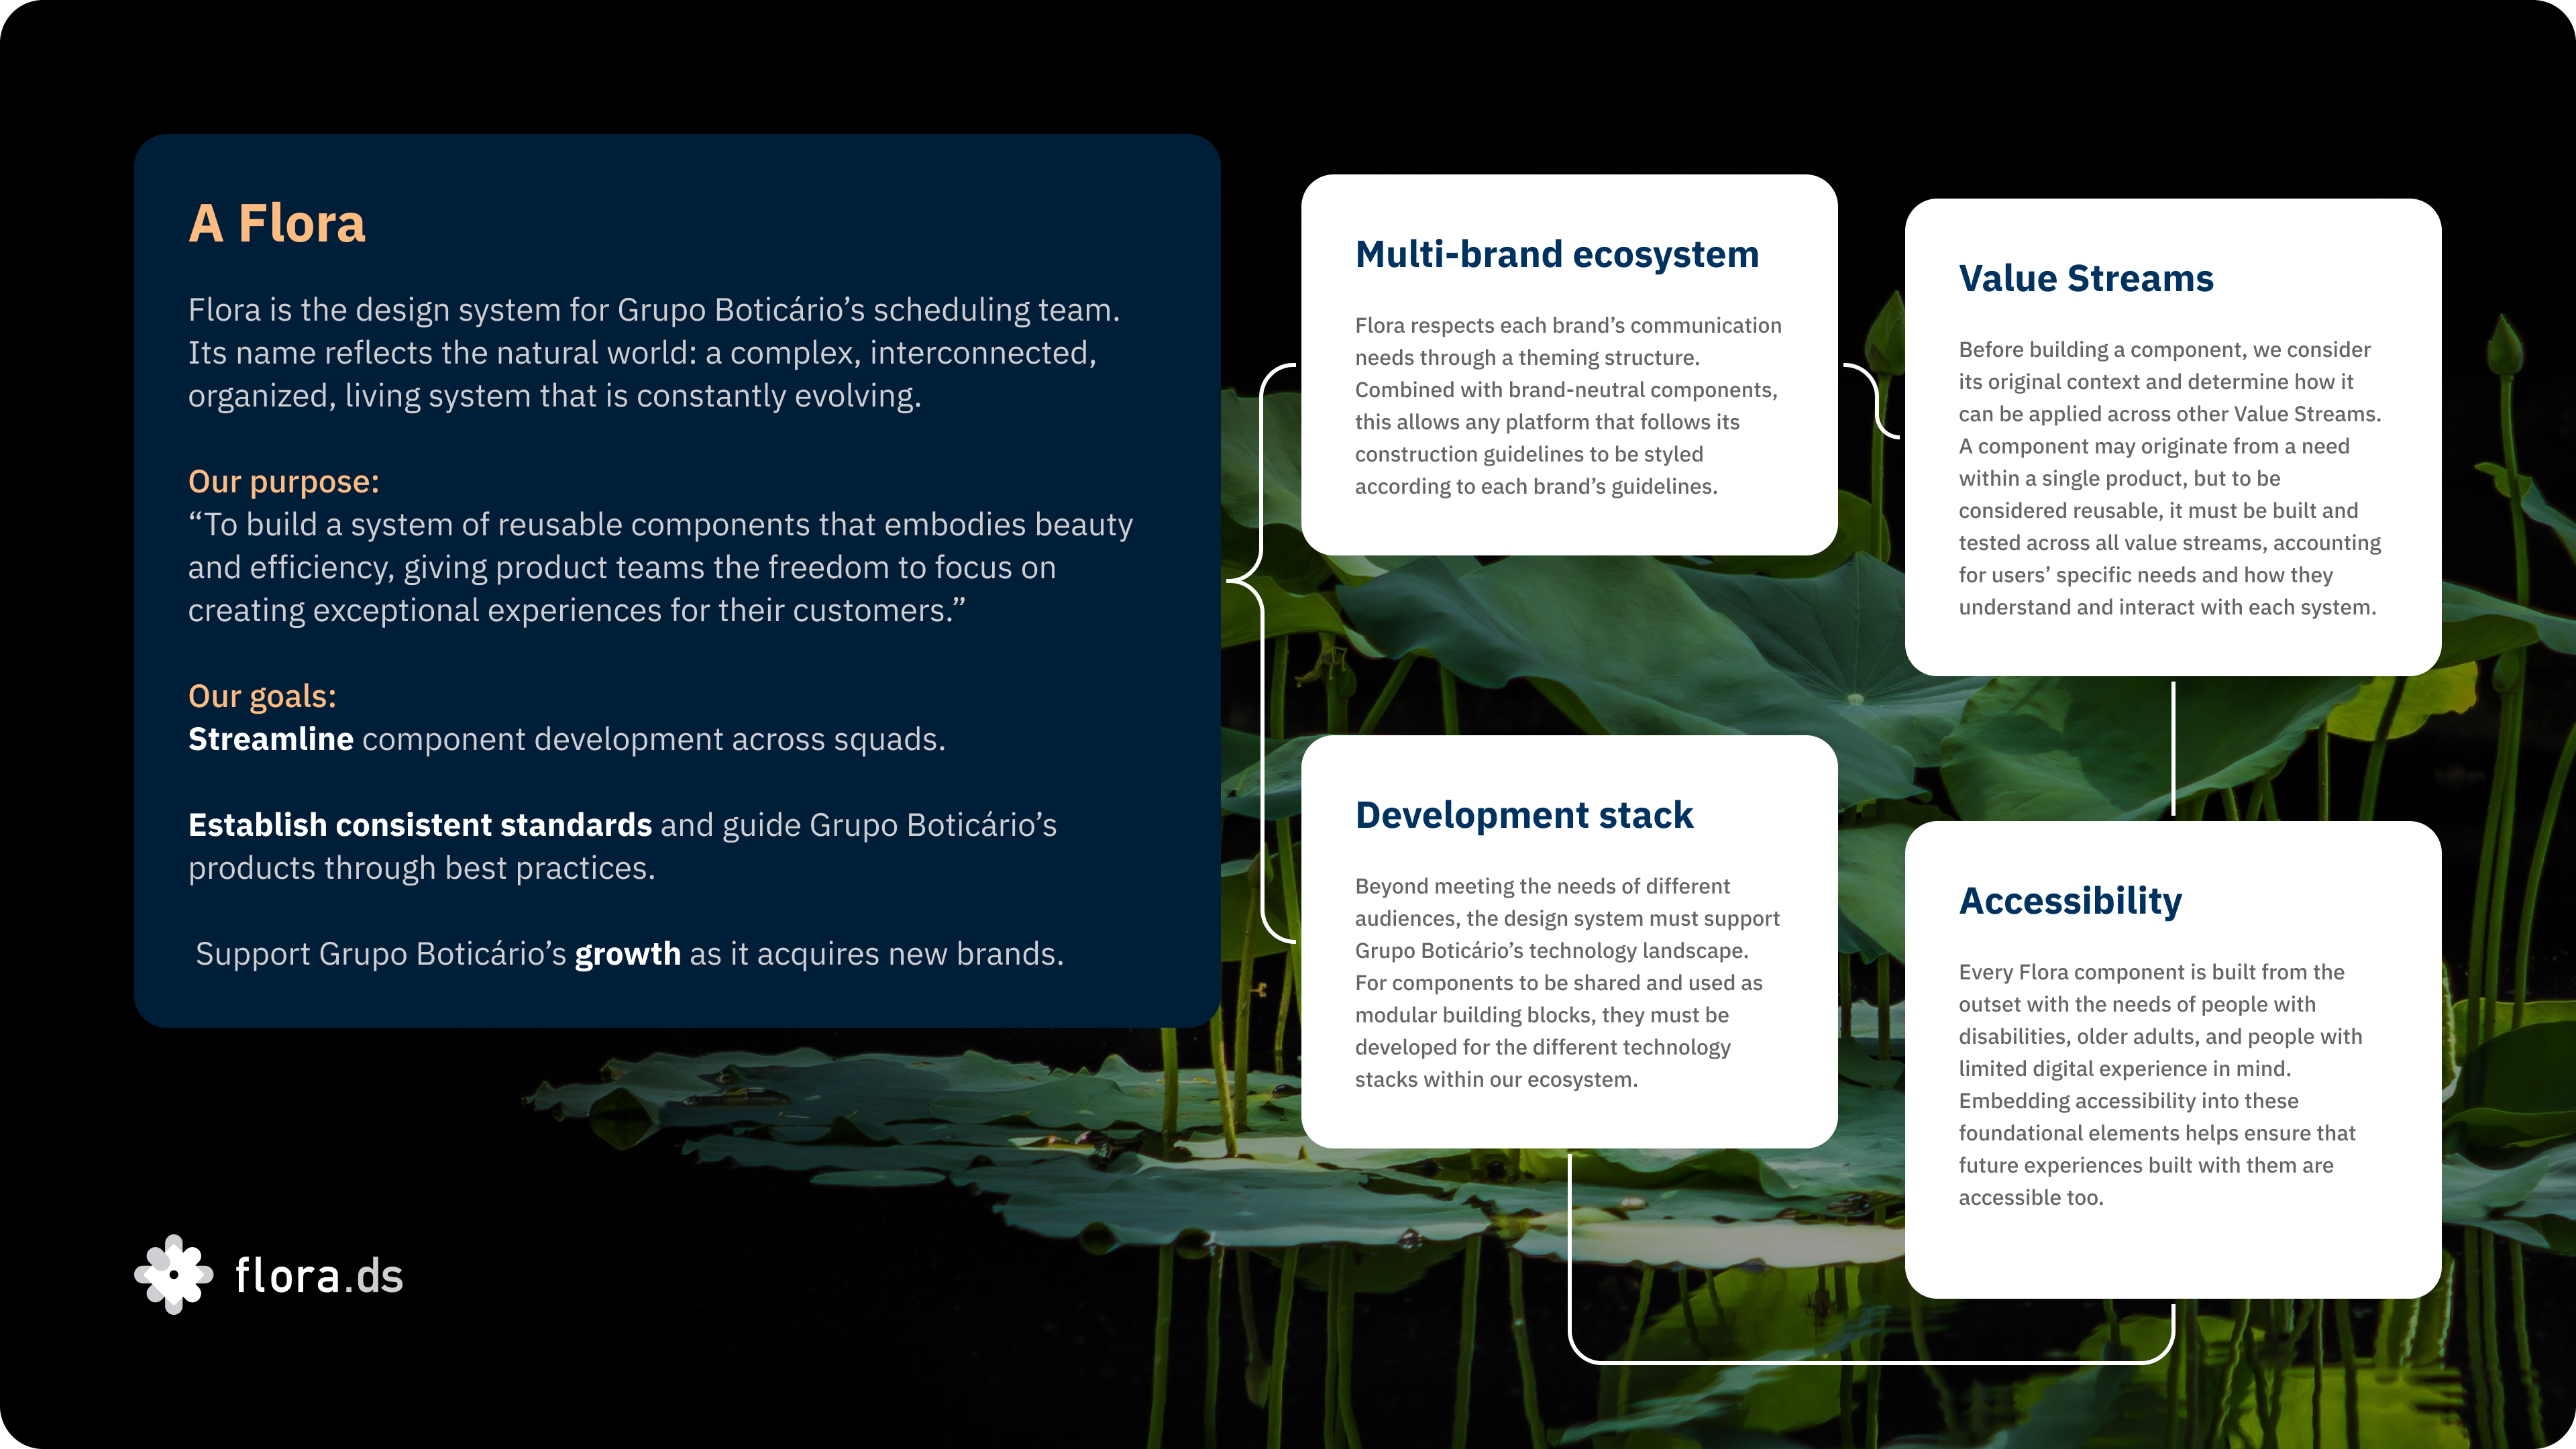 A Flora
Flora is the design system for Grupo Boticário’s scheduling team.
Its name reflects the natural world: a complex, interconnected,
organized, living system that is constantly evolving.
Our purpose:
“To build a system of reusable components that embodies beauty
and efficiency, giving product teams the freedom to focus on
creating exceptional experiences for their customers.”
Our goals:
Streamline component development across squads.
Establish consistent standards and guide Grupo Boticário’s
products through best practices.
Support Grupo Boticário’s growth as it acquires new brands.
Multi-brand ecosystem
Flora respects each brand’s communication
needs through a theming structure.
Combined with brand-neutral components,
this allows any platform that follows its
construction guidelines to be styled
according to each brand’s guidelines.
Value Streams
Before building a component, we consider
its original context and determine how it
can be applied across other Value Streams.
A component may originate from a need
within a single product, but to be
considered reusable, it must be built and
tested across all value streams, accounting
for users’ specific needs and how they
understand and interact with each system.
Development stack
Beyond meeting the needs of different
audiences, the design system must support
Grupo Boticário’s technology landscape.
For components to be shared and used as
modular building blocks, they must be
developed for the different technology
stacks within our ecosystem.
Accessibility
Every Flora component is built from the
outset with the needs of people with
disabilities, older adults, and people with
limited digital experience in mind.
Embedding accessibility into these
foundational elements helps ensure that
future experiences built with them are
accessible too.
flora.ds